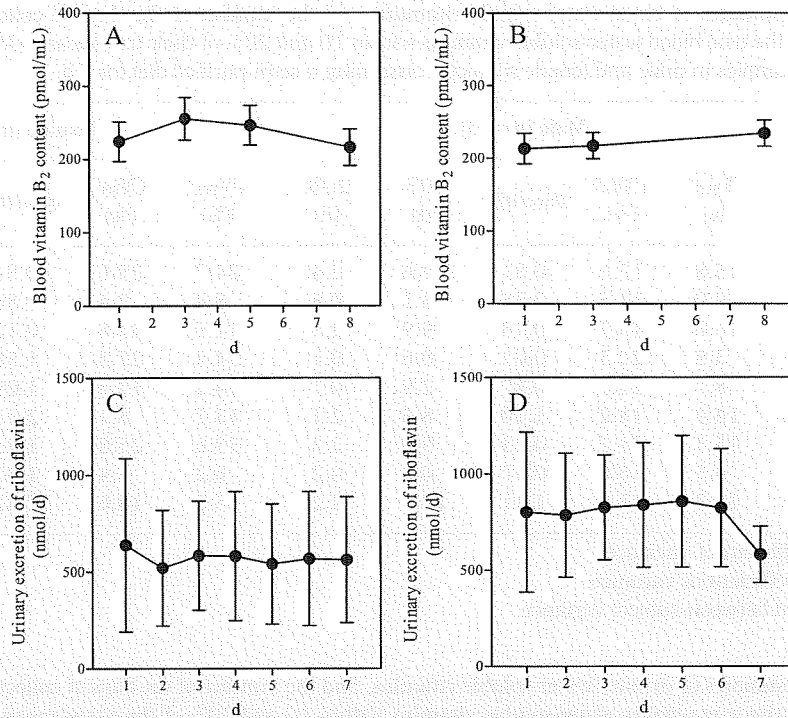 A
Blood vitamin B2 content (pmol/mL)
400
300
200
100
0
1 2 3 4 5 6 7 8
d
B
Blood vitamin B2 content (pmol/mL)
400
300
200
100
0
1 2 3 4 5 6 7 8
d
C
Urinary excretion of riboflavin
(nmol/d)
1500
1000
500
0
1 2 3 4 5 6 7
d
D
Urinary excretion of riboflavin
(nmol/d)
1500
1000
500
0
1 2 3 4 5 6 7
d